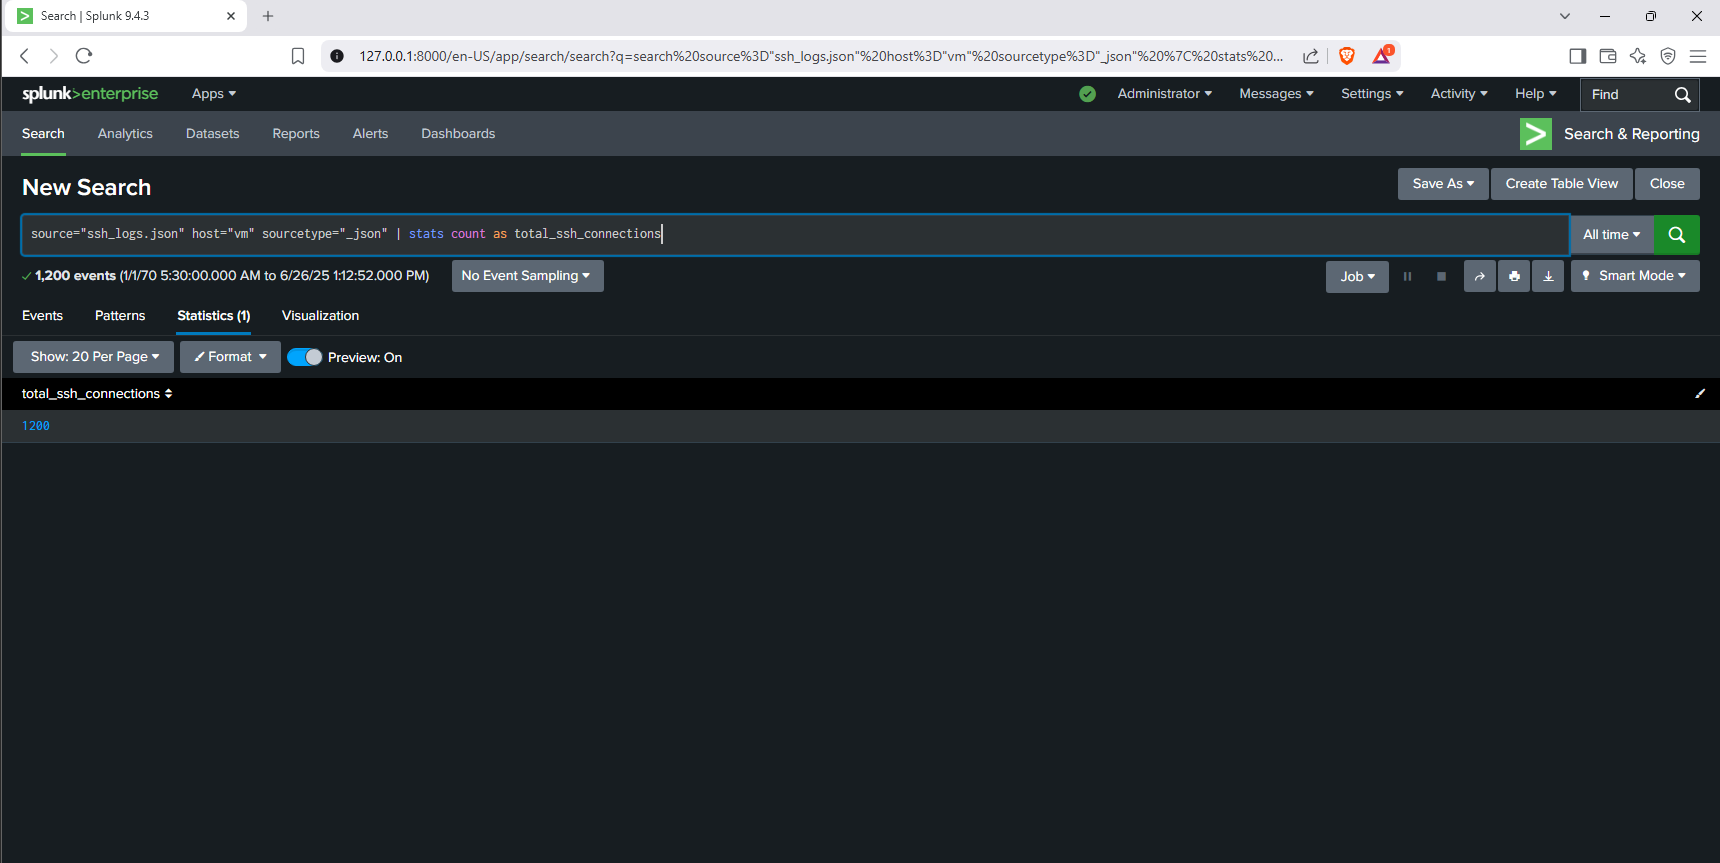 Search | Splunk 9.4.3
127.0.0.1:8000/en-US/app/search/search?q=search%20source%3D"ssh_logs.json"%20host%3D"vm"%20sourcetype%3D"_json"%20%7C%20stats%20...
1
splunk>enterprise Apps Administrator Messages Settings Activity Help Find
Search Analytics Datasets Reports Alerts Dashboards Search & Reporting
New Search Save As Create Table View Close
source="ssh_logs.json" host="vm" sourcetype="_json" | stats count as total_ssh_connections All time
1,200 events (1/1/70 5:30:00.000 AM to 6/26/25 1:12:52.000 PM) No Event Sampling Job Smart Mode
Events Patterns Statistics (1) Visualization
Show: 20 Per Page Format Preview: On
total_ssh_connections
1200